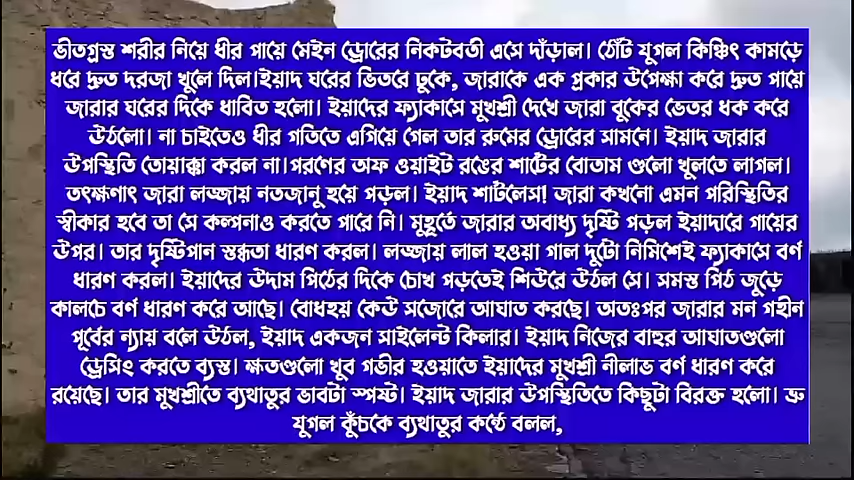 ভীতগ্রস্ত শরীর নিয়ে ধীর পায়ে মেইন ড্রোরের নিকটবর্তী এসে দাঁড়াল। ঠোঁট যুগল কিঞ্চিৎ কামড়ে
ধরে দ্রুত দরজা খুলে দিল।ইয়াদ ঘরের ভিতরে ঢুকে, জারাকে এক প্রকার উপেক্ষা করে দ্রুত পায়ে
জারার ঘরের দিকে ধাবিত হলো। ইয়াদের ফ্যাকাসে মুখশ্রী দেখে জারা বুকের ভেতর ধক করে
উঠলো। না চাইতেও ধীর গতিতে এগিয়ে গেল তার রুমের ড্রোরের সামনে। ইয়াদ জারার
উপস্থিতি তোয়াক্কা করল না।পরণের অফ ওয়াইট রঙের শার্টের বোতাম গুলো খুলতে লাগল।
তৎক্ষণাৎ জারা লজ্জায় নতজানু হয়ে পড়ল। ইয়াদ শার্টলেস! জারা কখনো এমন পরিস্থিতির
স্বীকার হবে তা সে কল্পনাও করতে পারে নি। মুহূর্তে জারার অবাধ্য দৃষ্টি পড়ল ইয়াদারে গায়ের
উপর। তার দৃষ্টিপান স্তব্ধতা ধারণ করল। লজ্জায় লাল হওয়া গাল দুটো নিমিশেই ফ্যাকাসে বর্ণ
ধারণ করল। ইয়াদের উদাম পিঠের দিকে চোখ পড়তেই শিউরে উঠল সে। সমস্ত পিঠ জুড়ে
কালচে বর্ণ ধারণ করে আছে। বোধহয় কেউ সজোরে আঘাত করছে। অতঃপর জারার মন গহীন
পূর্বের ন্যায় বলে উঠল, ইয়াদ একজন সাইলেন্ট কিলার। ইয়াদ নিজের বাহুর আঘাতগুলো
ড্রেসিং করতে ব্যস্ত। ক্ষতগুলো খুব গভীর হওয়াতে ইয়াদের মুখশ্রী নীলাভ বর্ণ ধারণ করে
রয়েছে। তার মুখশ্রীতে ব্যথাতুর ভাবটা স্পষ্ট। ইয়াদ জারার উপস্থিতিতে কিছুটা বিরক্ত হলো। ভ্রু
যুগল কুঁচকে ব্যথাতুর কণ্ঠে বলল,